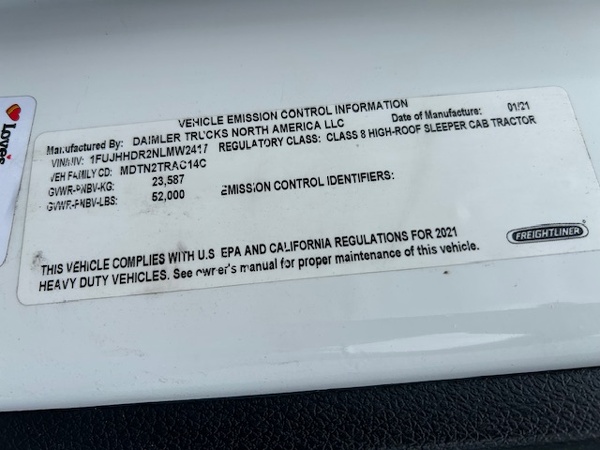 Love's
VEHICLE EMISSION CONTROL INFORMATION
Manufactured By: DAIMLER TRUCKS NORTH AMERICA LLC Date of Manufacture: 01/21
VIN/NIV: 1FUJHHDR2NLMW2417 REGULATORY CLASS: CLASS 8 HIGH-ROOF SLEEPER CAB TRACTOR
VEH FAMILY CD: MDTN2TRAC14C
GVWR-PNBV-KG: 23,587 EMISSION CONTROL IDENTIFIERS:
GVWR-PNBV-LBS: 52,000
THIS VEHICLE COMPLIES WITH U.S EPA AND CALIFORNIA REGULATIONS FOR 2021
HEAVY DUTY VEHICLES. See owner's manual for proper maintenance of this vehicle.
FREIGHTLINER